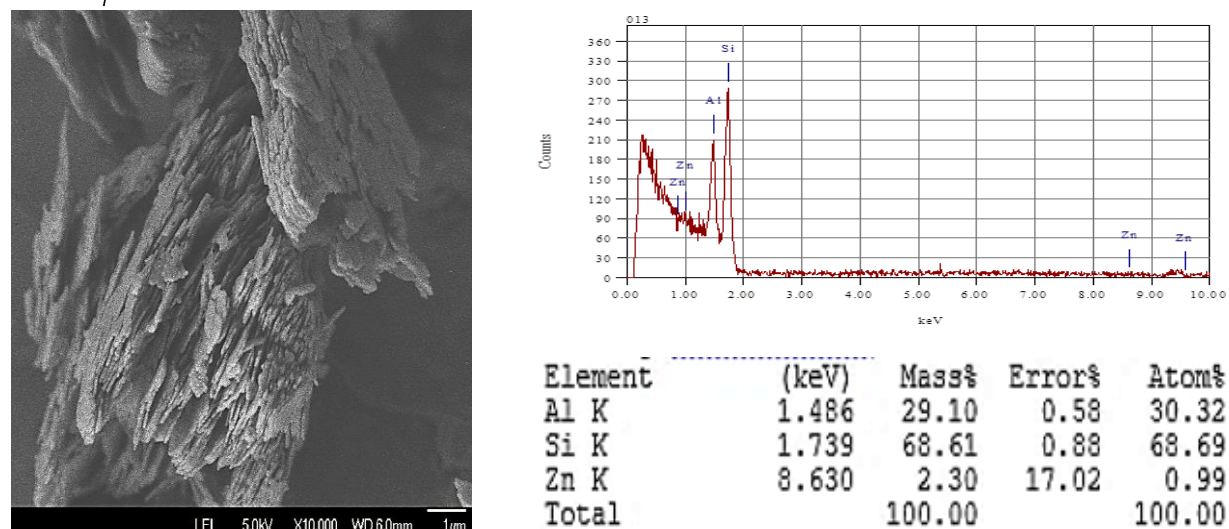 LEI 5.0kV X10,000 WD 6.0mm 1µm
013
360
330
300
270
240
210
180
150
120
90
60
30
0
Counts
Si
Al
Zn
Zn
Zn
Zn
0.00 1.00 2.00 3.00 4.00 5.00 6.00 7.00 8.00 9.00 10.00
keV
Element (keV) Mass% Error% Atom%
Al K 1.486 29.10 0.58 30.32
Si K 1.739 68.61 0.88 68.69
Zn K 8.630 2.30 17.02 0.99
Total 100.00 100.00